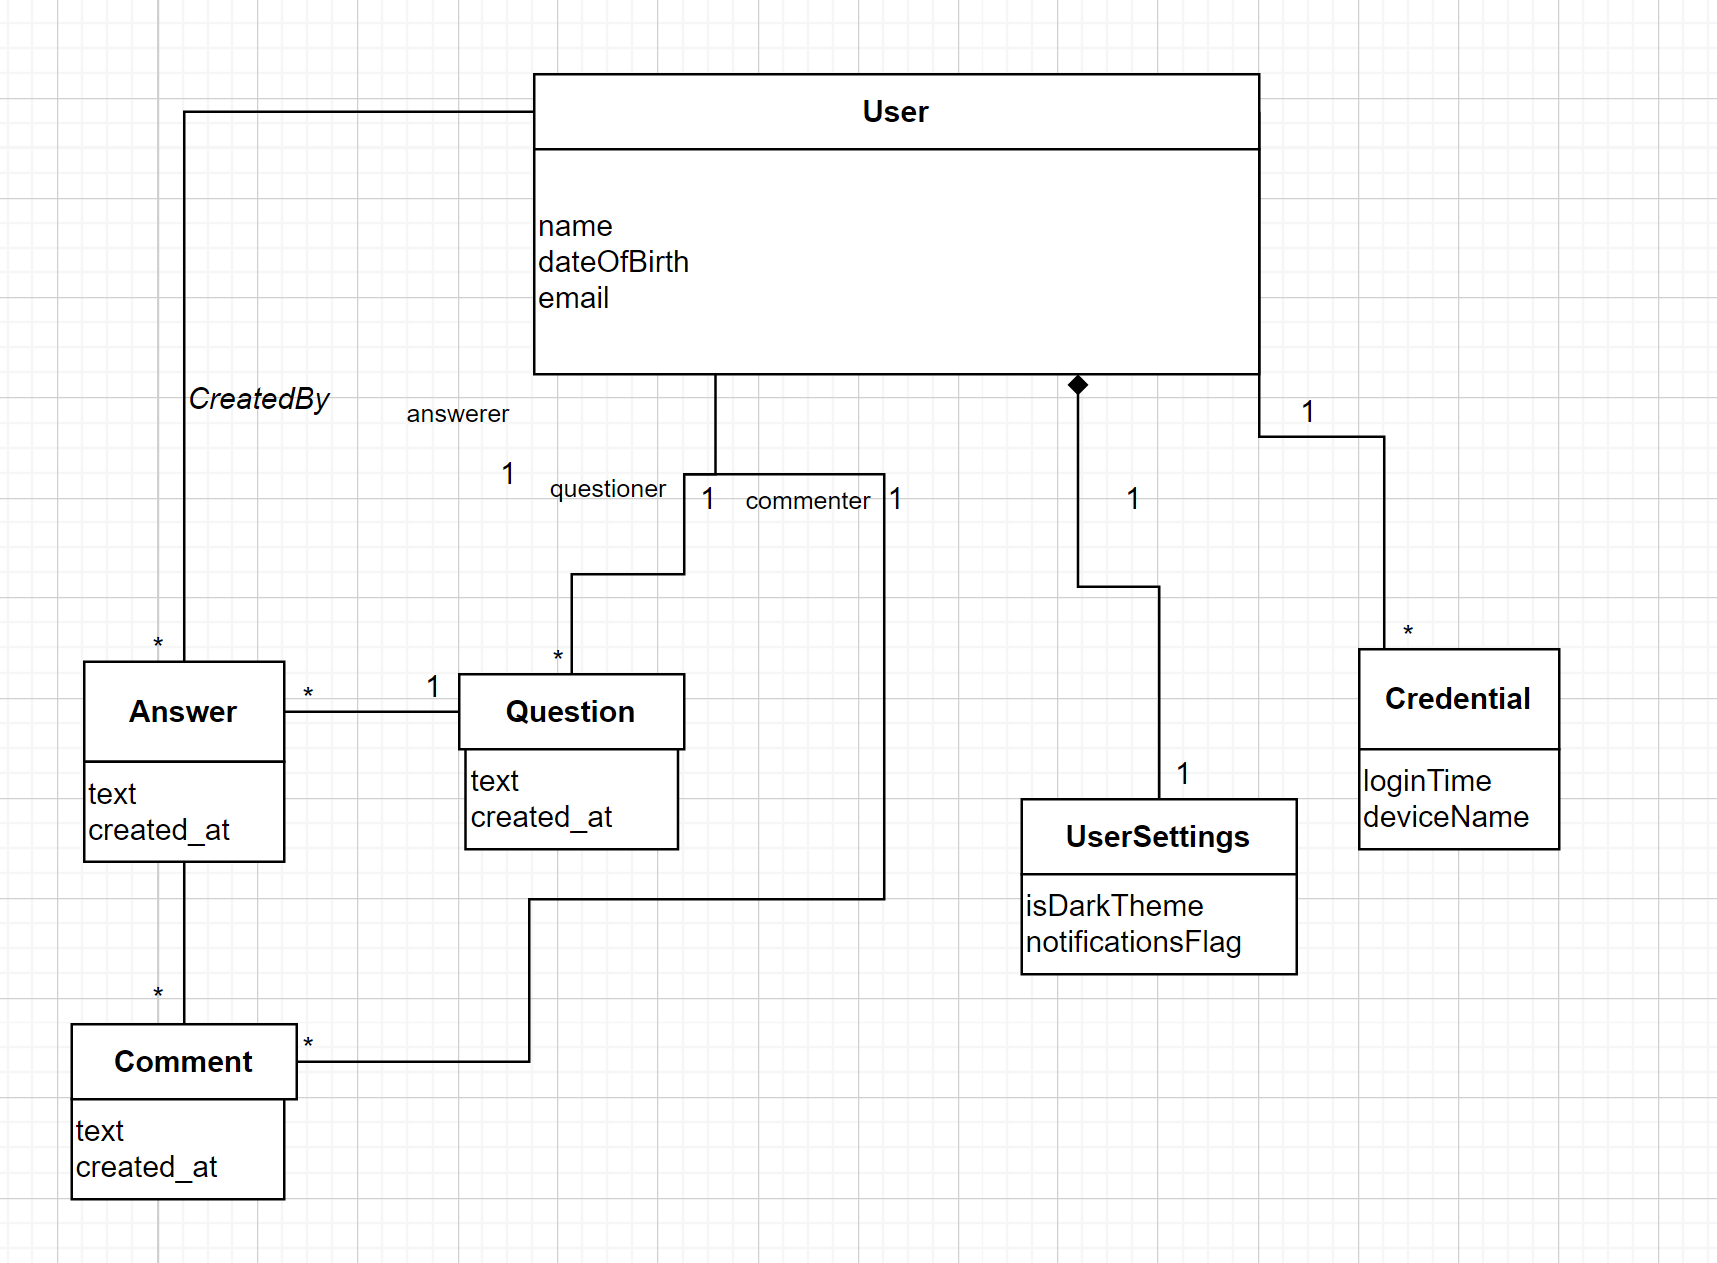 User
name
dateOfBirth
email
CreatedBy
answerer
1
1
questioner
1
commenter
1
1
*
*
*
Answer
*
1
Question
Credential
text
created_at
text
created_at
1
loginTime
deviceName
UserSettings
isDarkTheme
notificationsFlag
*
*
Comment
text
created_at